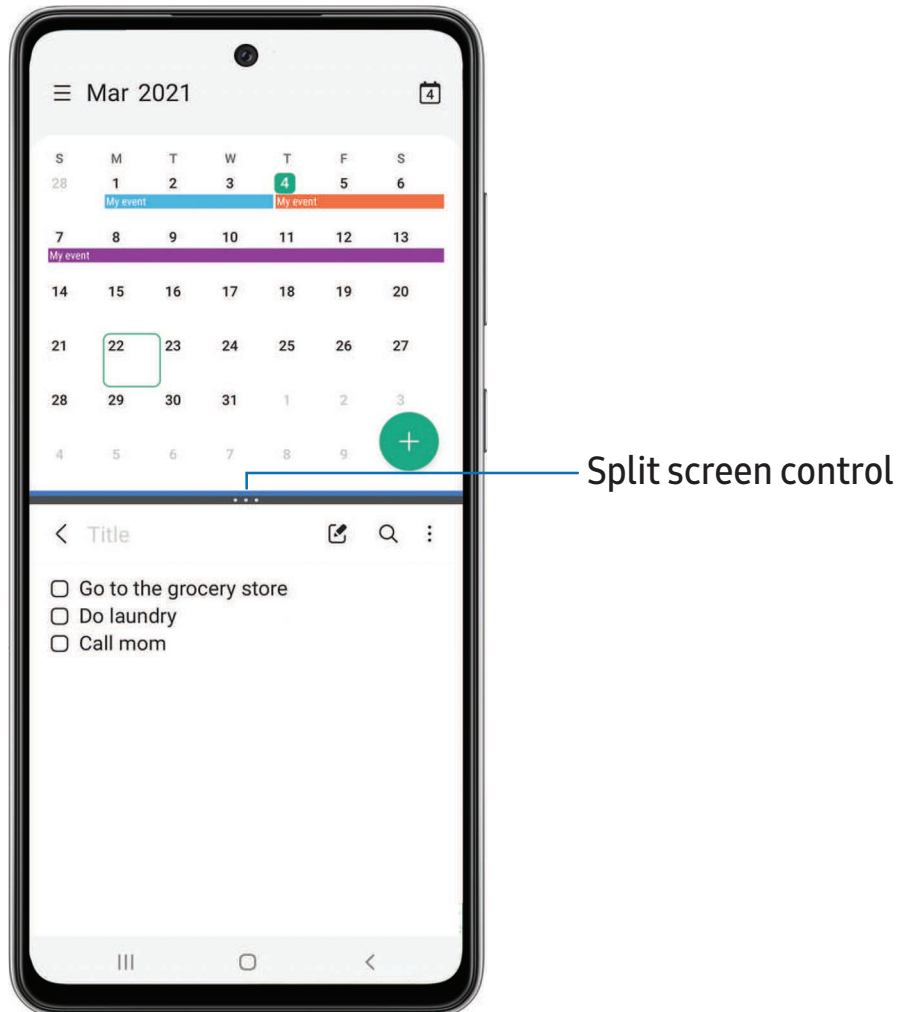 Mar 2021
4
S M T W T F S
28 1 2 3 4 5 6
My event My event
7 8 9 10 11 12 13
My event
14 15 16 17 18 19 20
21 22 23 24 25 26 27
28 29 30 31 1 2 3
4 5 6 7 8 9
Split screen control
Title
Go to the grocery store
Do laundry
Call mom